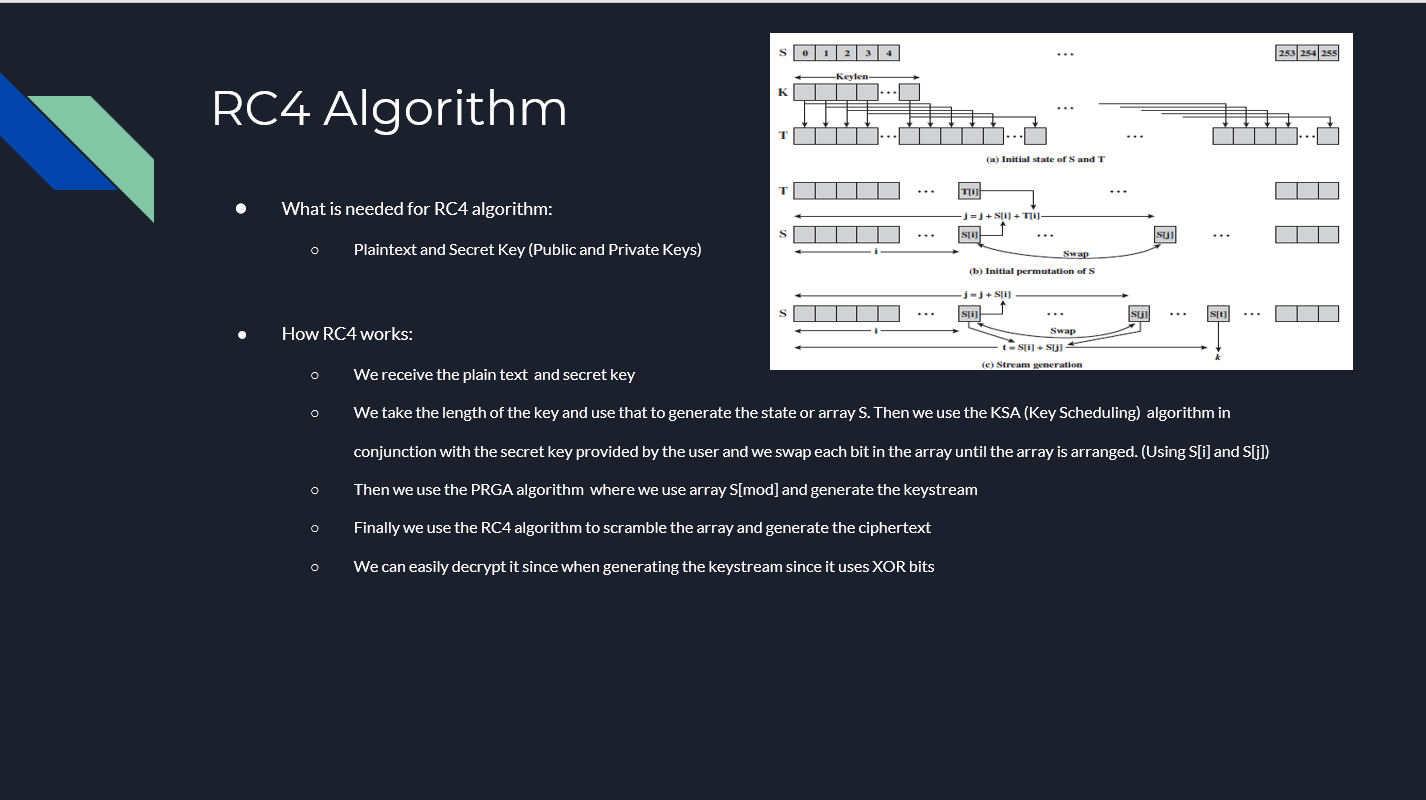 RC4 Algorithm
● What is needed for RC4 algorithm:
○ Plaintext and Secret Key (Public and Private Keys)
● How RC4 works:
○ We receive the plain text and secret key
○ We take the length of the key and use that to generate the state or array S. Then we use the KSA (Key Scheduling) algorithm in
conjunction with the secret key provided by the user and we swap each bit in the array until the array is arranged. (Using S[i] and S[j])
○ Then we use the PRGA algorithm where we use array S[mod] and generate the keystream
○ Finally we use the RC4 algorithm to scramble the array and generate the ciphertext
○ We can easily decrypt it since when generating the keystream since it uses XOR bits
S 0 1 2 3 4 ... 253 254 255
Keylen
K ... ...
T ... ... ... ...
(a) Initial state of S and T
T ... T[i] ...
j = j + S[i] + T[i]
S ... S[i] ... S[j] ...
i Swap
(b) Initial permutation of S
j = j + S[i]
S ... S[i] ... S[j] ... S[t] ...
i Swap
t = S[i] + S[j]
k
(c) Stream generation